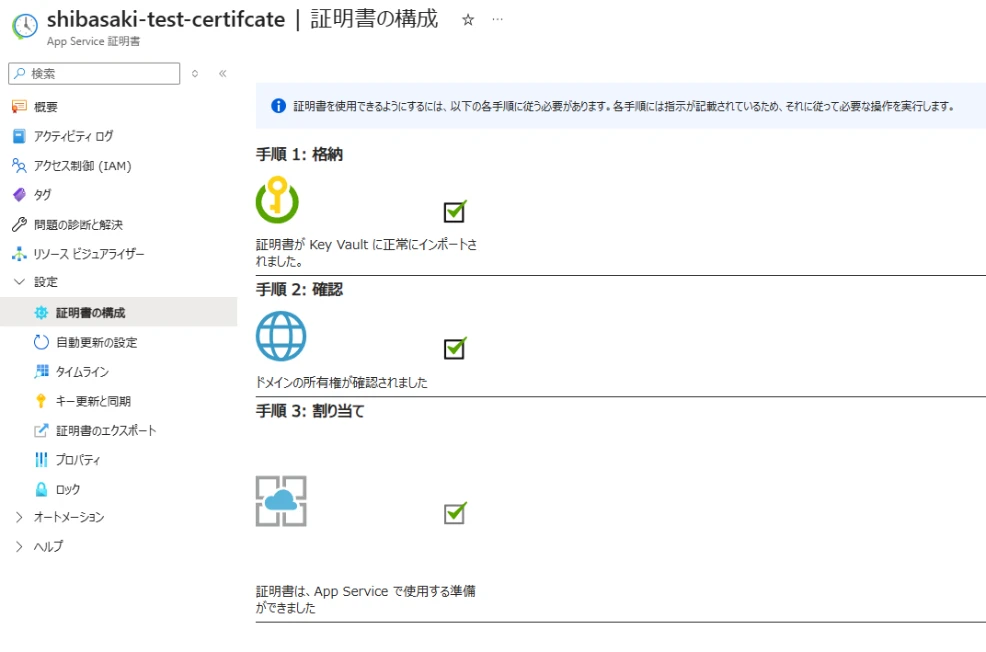 shibasaki-test-certifcate | 証明書の構成
App Service 証明書
検索
概要
アクティビティ ログ
アクセス制御 (IAM)
タグ
問題の診断と解決
リソース ビジュアライザー
設定
証明書の構成
自動更新の設定
タイムライン
キー更新と同期
証明書のエクスポート
プロパティ
ロック
オートメーション
ヘルプ
証明書を使用できるようにするには、以下の各手順に従う必要があります。各手順には指示が記載されているため、それに従って必要な操作を実行します。
手順 1: 格納
証明書が Key Vault に正常にインポートさ
れました。
手順 2: 確認
ドメインの所有権が確認されました
手順 3: 割り当て
証明書は、App Service で使用する準備
ができました